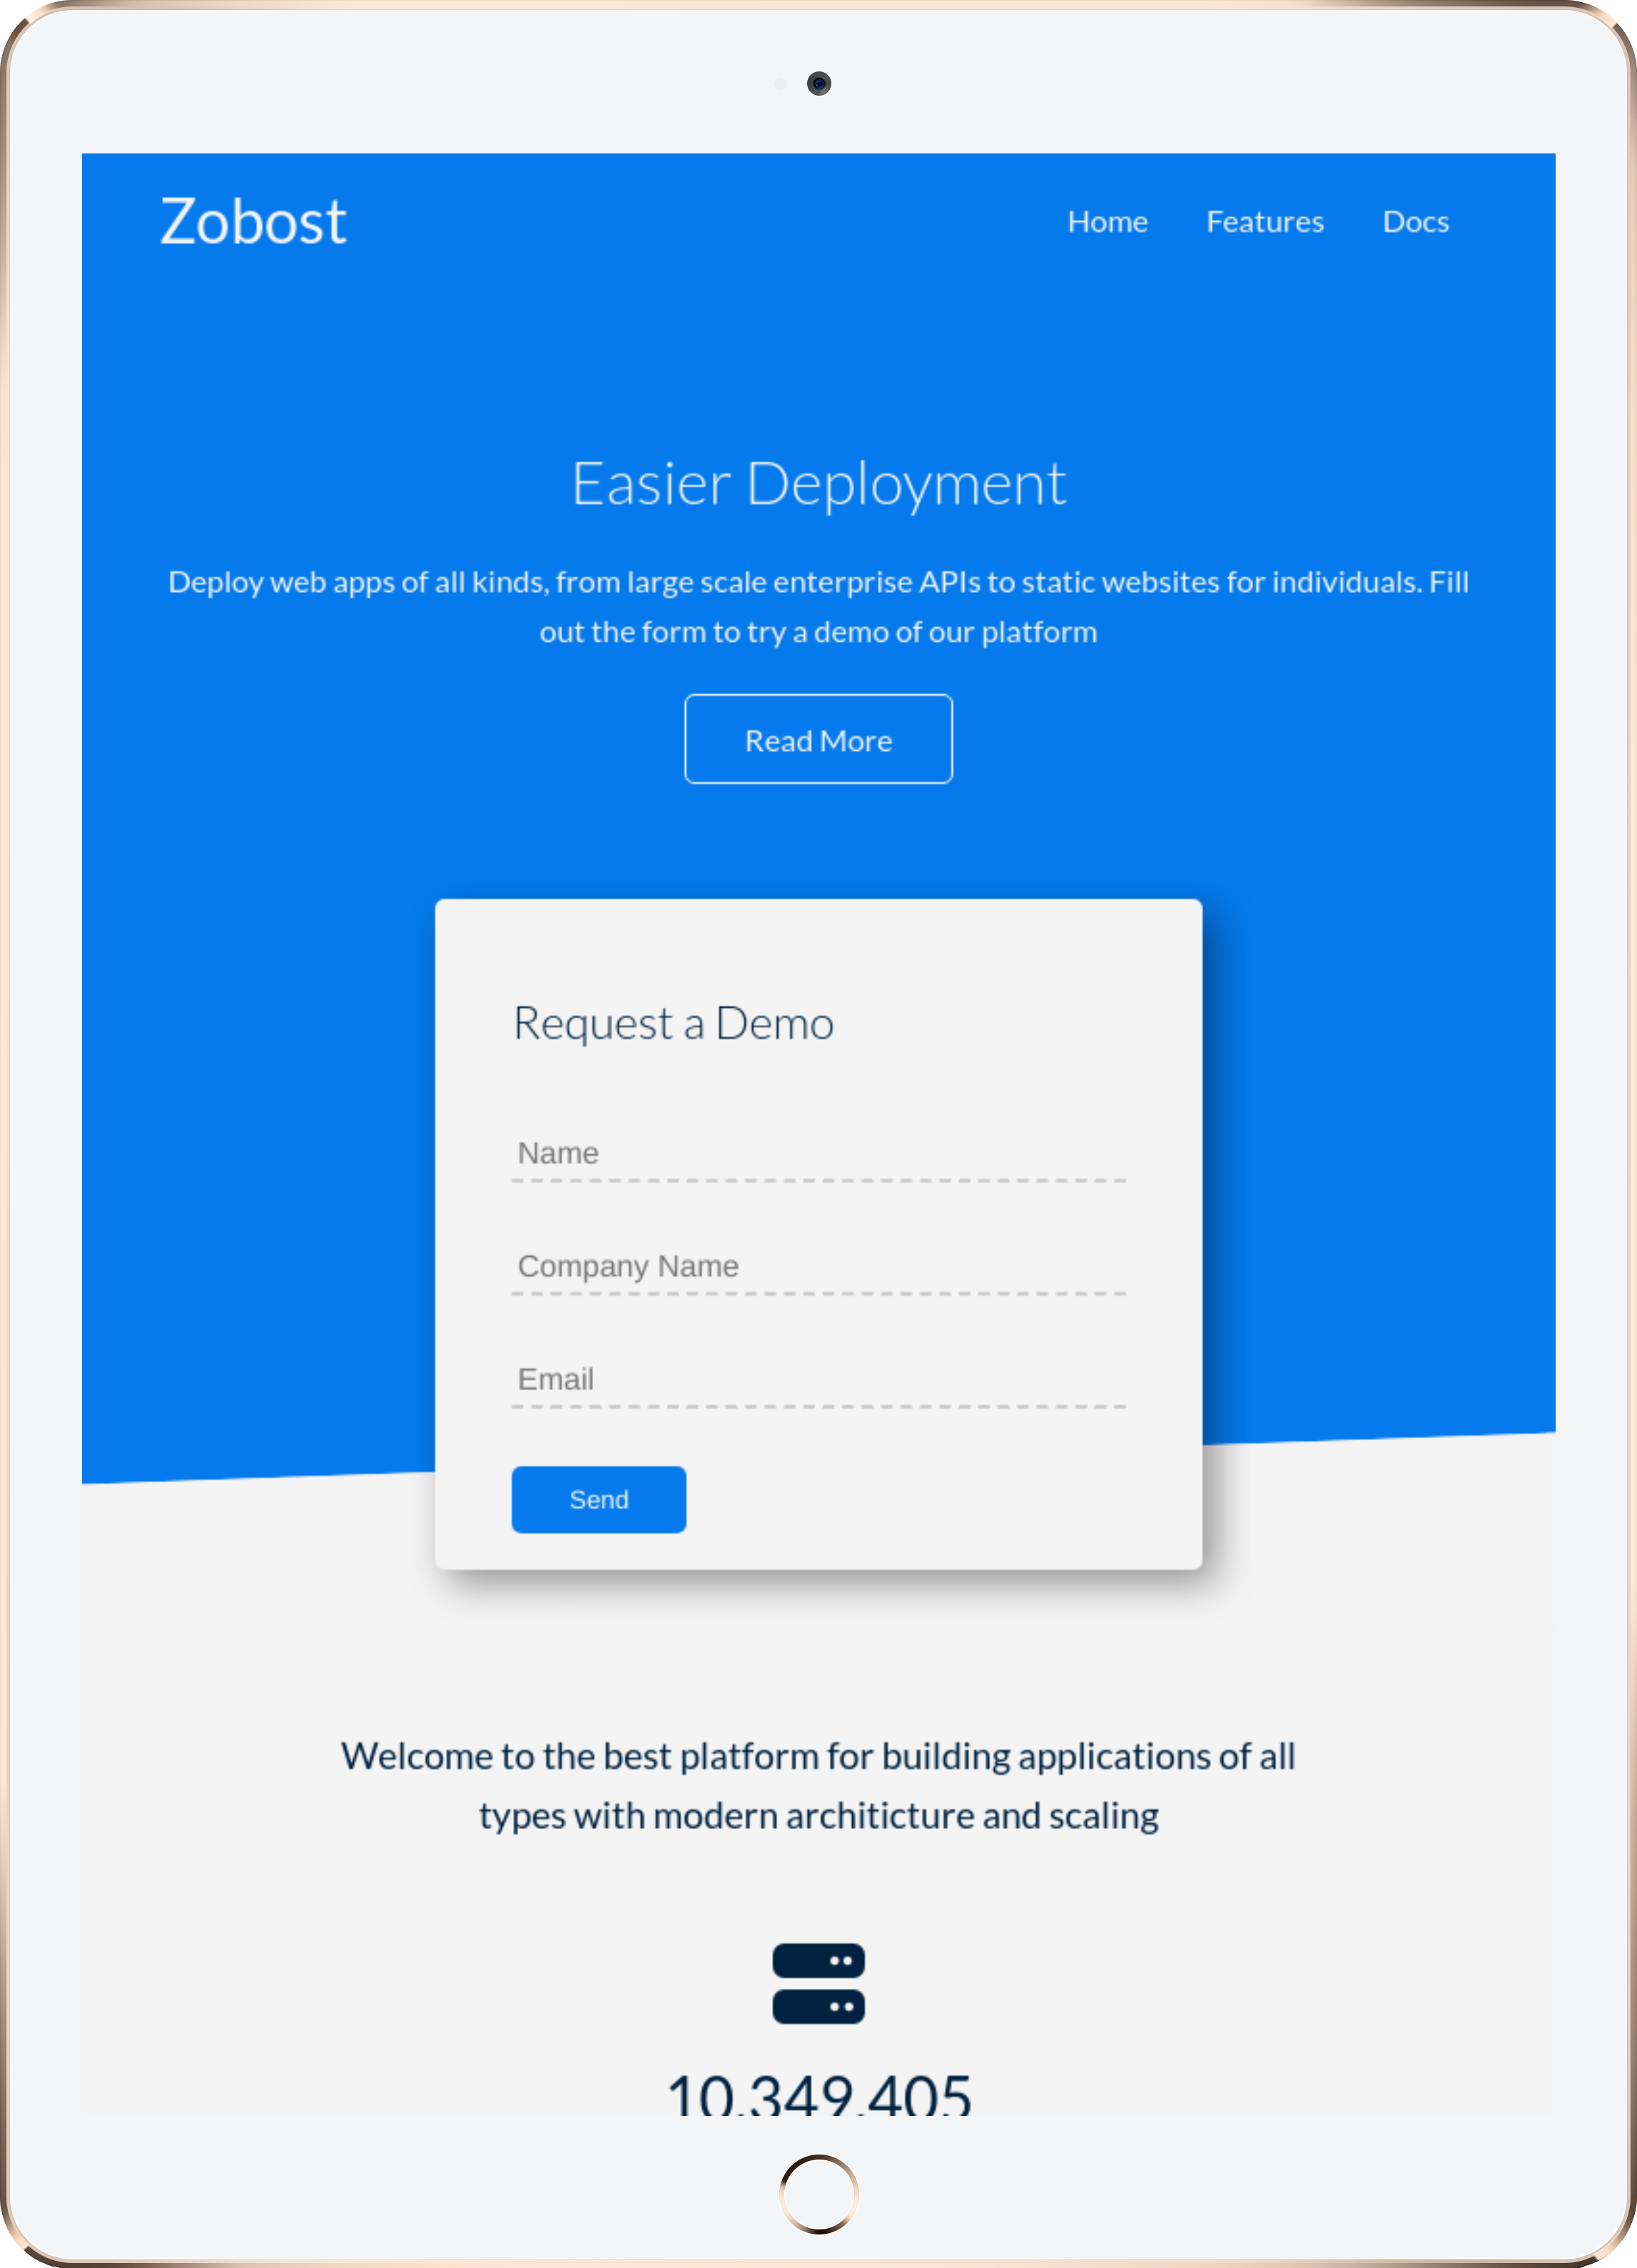 Zobost
Home Features Docs
Easier Deployment
Deploy web apps of all kinds, from large scale enterprise APIs to static websites for individuals. Fill
out the form to try a demo of our platform
Read More
Request a Demo
Name
Company Name
Email
Send
Welcome to the best platform for building applications of all
types with modern architicture and scaling
10.349.405